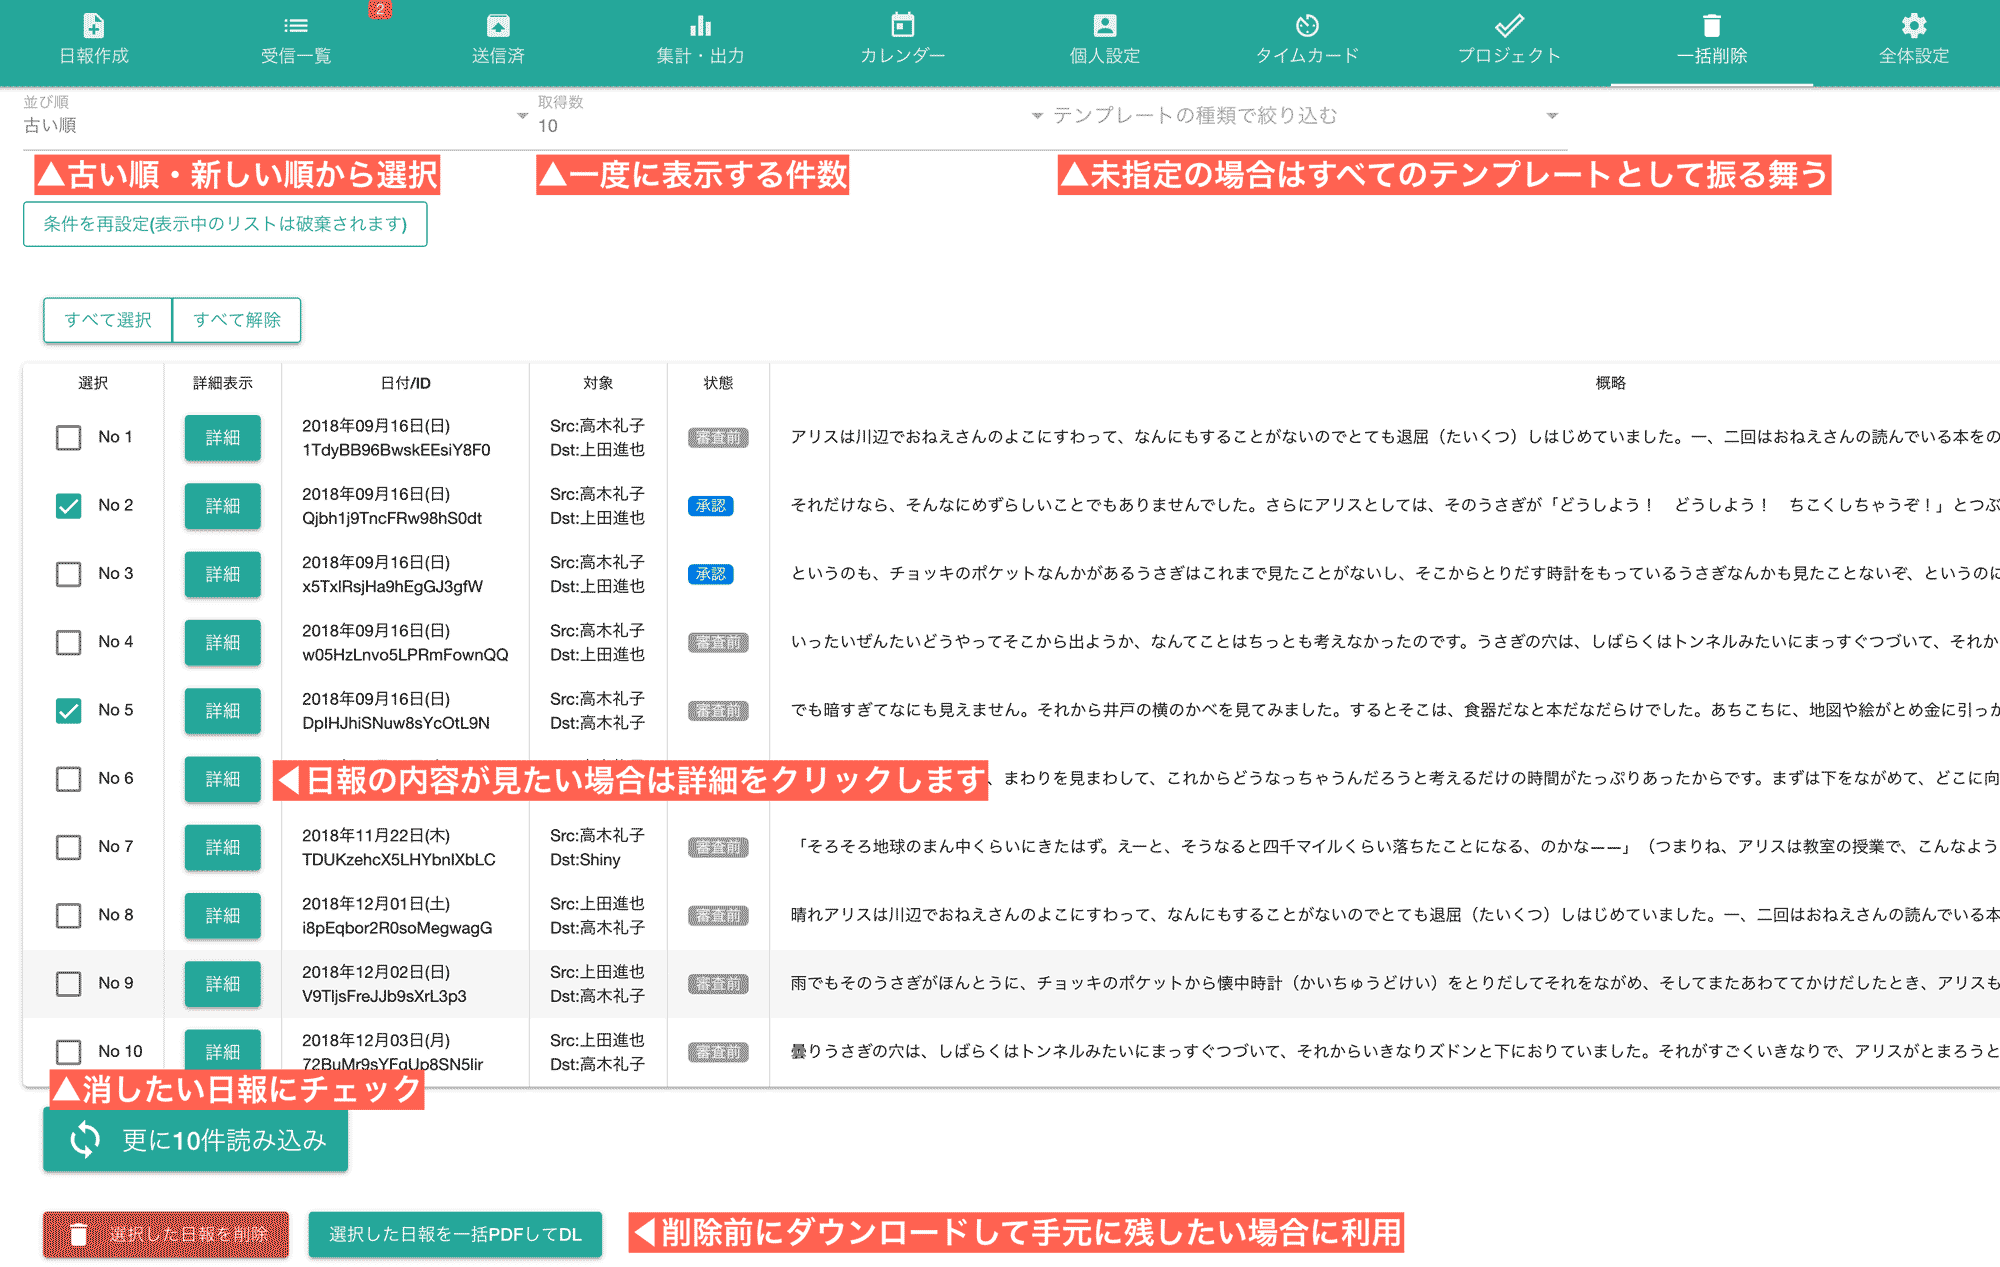 2
日報作成
受信一覧
送信済
集計・出力
カレンダー
個人設定
タイムカード
プロジェクト
一括削除
全体設定
並び順
古い順
取得数
10
テンプレートの種類で絞り込む
▲古い順・新しい順から選択
▲一度に表示する件数
▲未指定の場合はすべてのテンプレートとして振る舞う
条件を再設定(表示中のリストは破棄されます)
すべて選択
すべて解除
選択 詳細表示 日付/ID 対象 状態 概略
No 1 詳細 2018年09月16日(日) Src:高木礼子 審査前 アリスは川辺でおねえさんのよこにすわって、なんにもすることがないのでとても退屈（たいくつ）しはじめていました。一、二回はおねえさんの読んでいる本をの
1TdyBB96BwskEEsiY8F0 Dst:上田進也
No 2 詳細 2018年09月16日(日) Src:高木礼子 承認 それだけなら、そんなにめずらしいことでもありませんでした。さらにアリスとしては、そのうさぎが「どうしよう！　どうしよう！　ちこくしちゃうぞ！」とつぶ
Qjbh1j9TncFRw98hS0dt Dst:上田進也
No 3 詳細 2018年09月16日(日) Src:高木礼子 承認 というのも、チョッキのポケットなんかがあるうさぎはこれまで見たことがないし、そこからとりだす時計をもっているうさぎなんかも見たことないぞ、というのに
x5TxlRsjHa9hEgGJ3gfW Dst:上田進也
No 4 詳細 2018年09月16日(日) Src:高木礼子 審査前 いったいぜんたいどうやってそこから出ようか、なんてことはちっとも考えなかったのです。うさぎの穴は、しばらくはトンネルみたいにまっすぐつづいて、それか
w05HzLnvo5LPRmFownQQ Dst:上田進也
No 5 詳細 2018年09月16日(日) Src:高木礼子 審査前 でも暗すぎてなにも見えません。それから井戸の横のかべを見てみました。するとそこは、食器だなと本だなだらけでした。あちこちに、地図や絵がとめ金に引っか
DpIHJhiSNuw8sYcOtL9N Dst:高木礼子
No 6 詳細 ◀日報の内容が見たい場合は詳細をクリックします 、まわりを見まわして、これからどうなっちゃうんだろうと考えるだけの時間がたっぷりあったからです。まずは下をながめて、どこに向
No 7 詳細 2018年11月22日(木) Src:高木礼子 審査前 「そろそろ地球のまん中くらいにきたはず。えーと、そうなると四千マイルくらい落ちたことになる、のかな――」（つまりね、アリスは教室の授業で、こんなよう
TDUKzehcX5LHYbnIXbLC Dst:Shiny
No 8 詳細 2018年12月01日(土) Src:上田進也 審査前 晴れアリスは川辺でおねえさんのよこにすわって、なんにもすることがないのでとても退屈（たいくつ）しはじめていました。一、二回はおねえさんの読んでいる本
i8pEqbor2R0soMegwagG Dst:高木礼子
No 9 詳細 2018年12月02日(日) Src:上田進也 審査前 雨でもそのうさぎがほんとうに、チョッキのポケットから懐中時計（かいちゅうどけい）をとりだしてそれをながめ、そしてまたあわててかけだしたとき、アリスも
V9TljsFreJJb9sXrL3p3 Dst:高木礼子
No 10 詳細 2018年12月03日(月) Src:上田進也 審査前 曇りうさぎの穴は、しばらくはトンネルみたいにまっすぐつづいて、それからいきなりズドンと下におりていました。それがすごくいきなりで、アリスがとまろうと
72BuMr9sYFgUp8SN5lir Dst:高木礼子
▲消したい日報にチェック
更に10件読み込み
選択した日報を削除
選択した日報を一括PDFしてDL
◀削除前にダウンロードして手元に残したい場合に利用